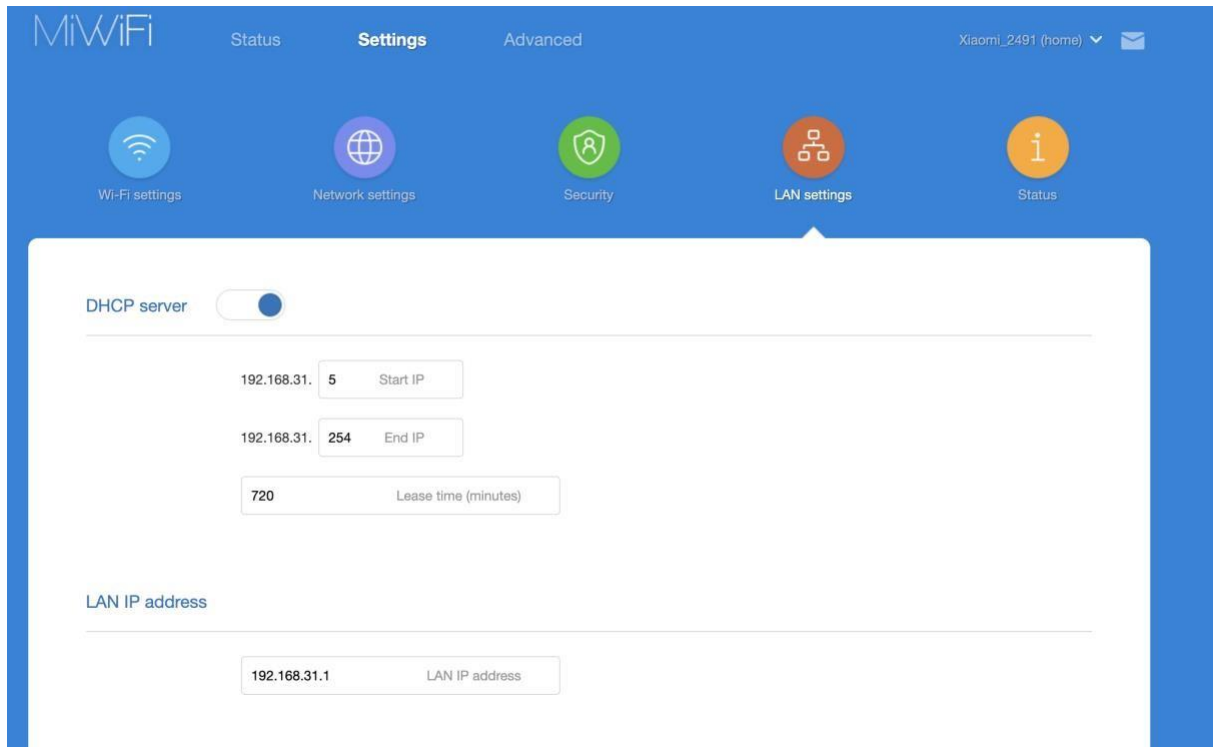 MiWiFi Status Settings Advanced Xiaomi_2491 (home)
Wi-Fi settings Network settings Security LAN settings Status
DHCP server
192.168.31. 5 Start IP
192.168.31. 254 End IP
720 Lease time (minutes)
LAN IP address
192.168.31.1 LAN IP address